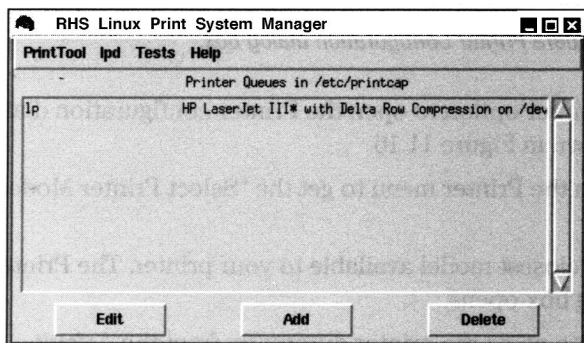 RHS Linux Print System Manager
PrintTool lpd Tests Help
Printer Queues in /etc/printcap
lp HP LaserJet III* with Delta Row Compression on /dev
Edit Add Delete